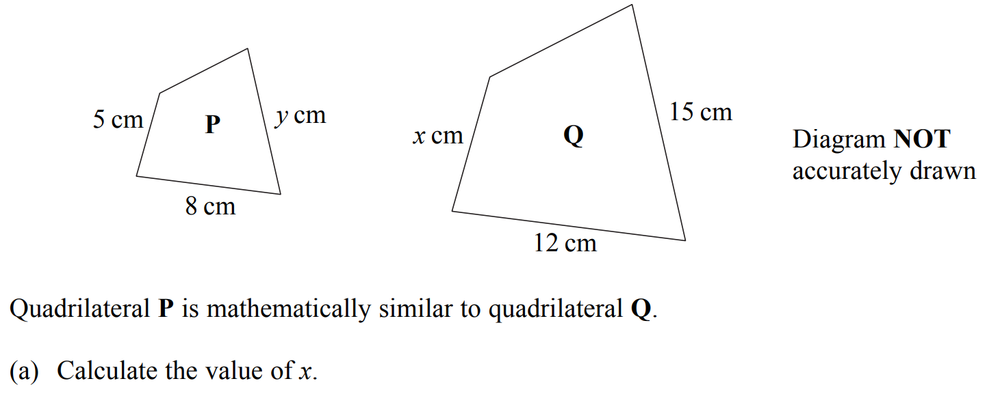 5 cm
P
y cm
8 cm
x cm
Q
15 cm
12 cm
Diagram NOT
accurately drawn
Quadrilateral P is mathematically similar to quadrilateral Q.
(a) Calculate the value of x.